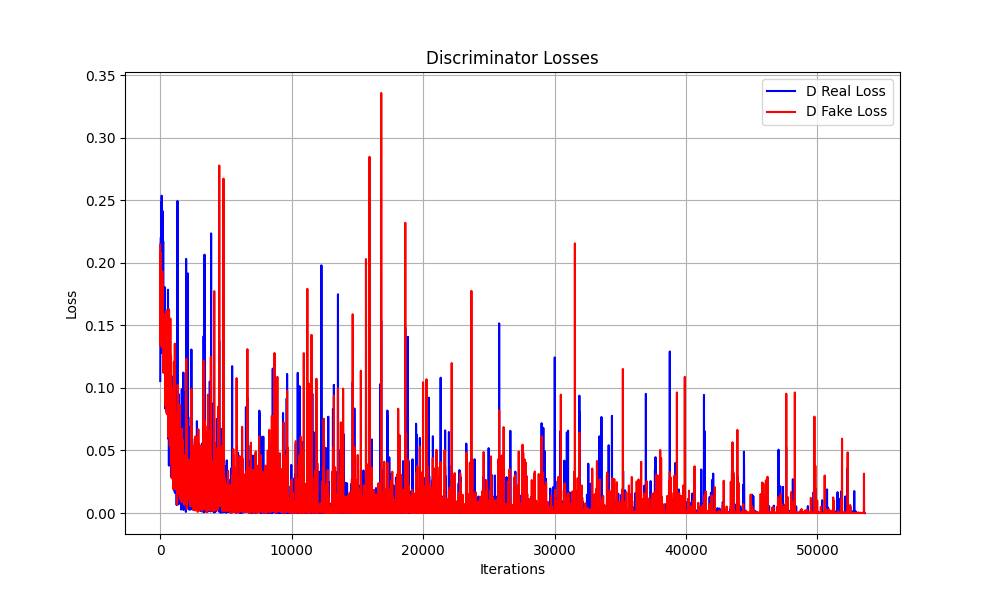 Discriminator Losses
D Real Loss
D Fake Loss
Loss
0.35
0.30
0.25
0.20
0.15
0.10
0.05
0.00
0 10000 20000 30000 40000 50000
Iterations